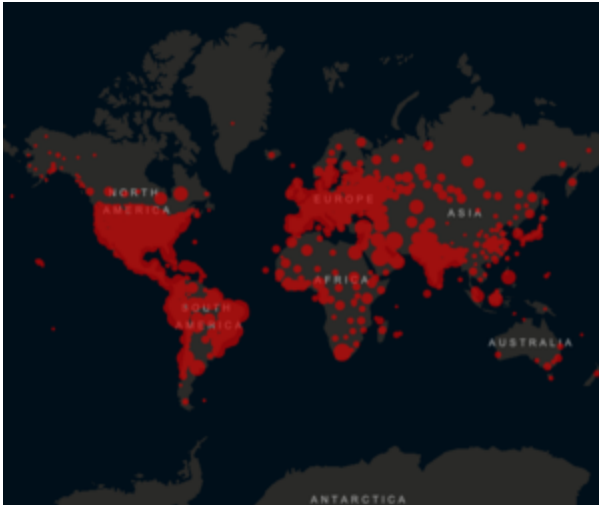 NORTH
AMERICA
EUROPE
ASIA
AFRICA
SOUTH
AMERICA
AUSTRALIA
ANTARCTICA